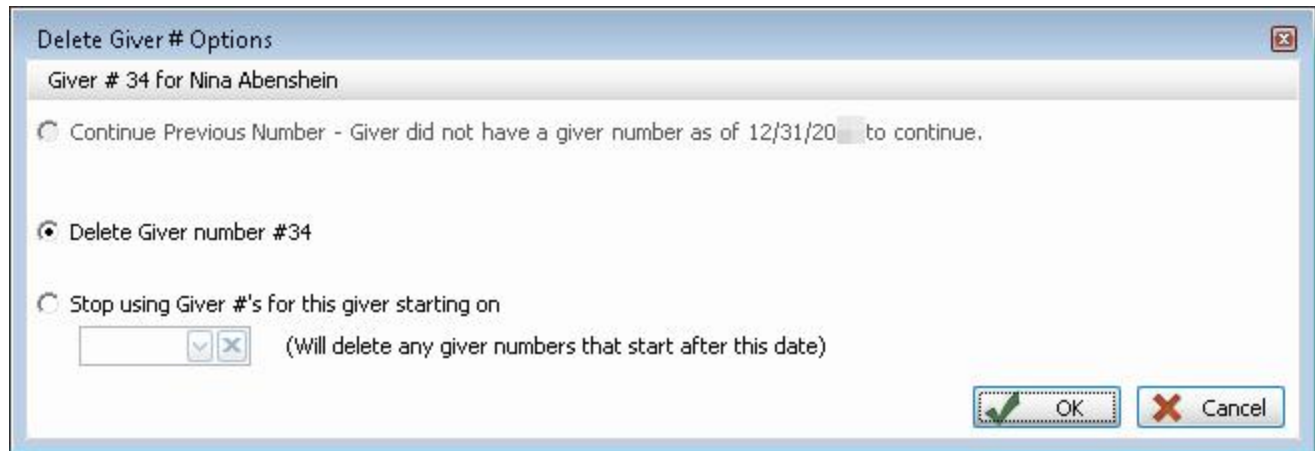 Delete Giver # Options
Giver # 34 for Nina Abenshein
Continue Previous Number - Giver did not have a giver number as of 12/31/20 to continue.
Delete Giver number #34
Stop using Giver #'s for this giver starting on
(Will delete any giver numbers that start after this date)
OK Cancel